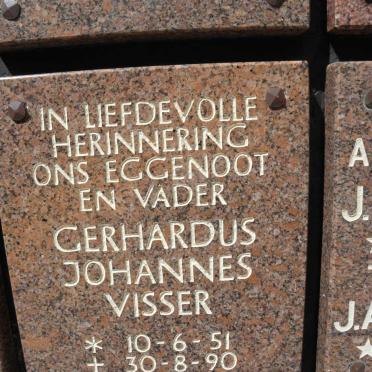 IN LIEFDEVOLLE
HERINNERING
ONS EGGENOOT
EN VADER
GERHARDUS
JOHANNES
VISSER
* 10-6-51
+ 30-8-90
A
J.
J.A